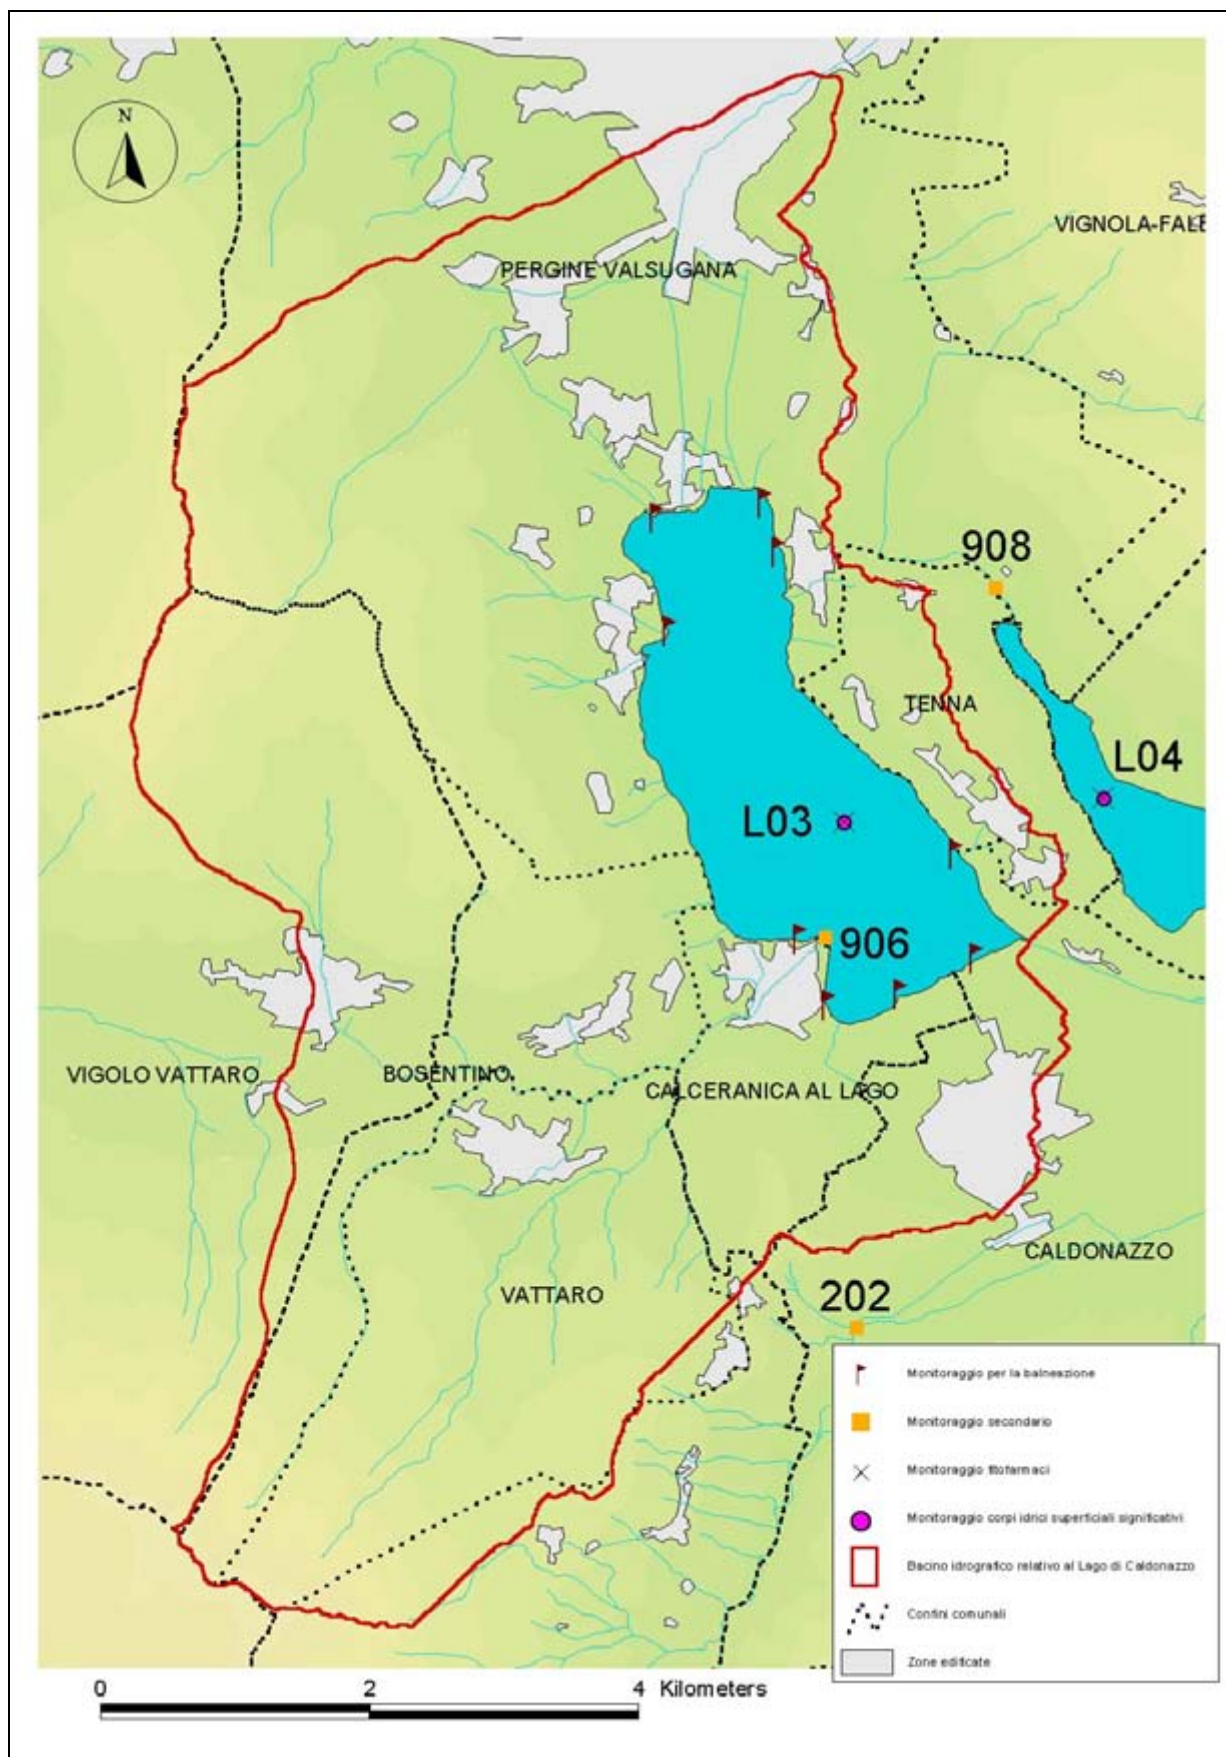 N
VIGNOLA-FALE
PERGINE VALSUGANA
908
TENNA
L04
L03
906
VIGOLO VATTARO
BOSENTINO
CALCERANICA AL LAGO
CALDONAZZO
VATTARO
202
Monitoraggio per la balneazione
Monitoraggio secondario
Monitoraggio fitofarmaci
Monitoraggio corpi idrici superficiali significativi
Bacino idrografico relativo al Lago di Caldonazzo
Confini comunali
Zone edificate
0 2 4 Kilometers